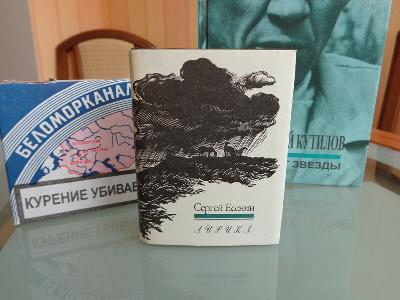 БЕЛОМОРКАНАЛ
КУРЕНИЕ УБИВАЕ
Сергей Есенин
ЛИРИКА
Й КУТИЛОВ
ЗВЕЗДЫ